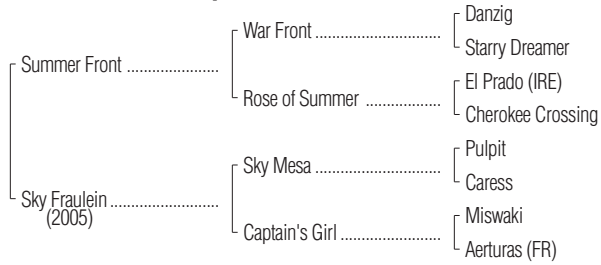 Danzig
War Front ..............................
Starry Dreamer
Summer Front ......................
El Prado (IRE)
Rose of Summer ..................
Cherokee Crossing
Pulpit
Sky Mesa ..............................
Caress
Sky Fraulein ..........................
(2005)
Miswaki
Captain's Girl ........................
Aerturas (FR)